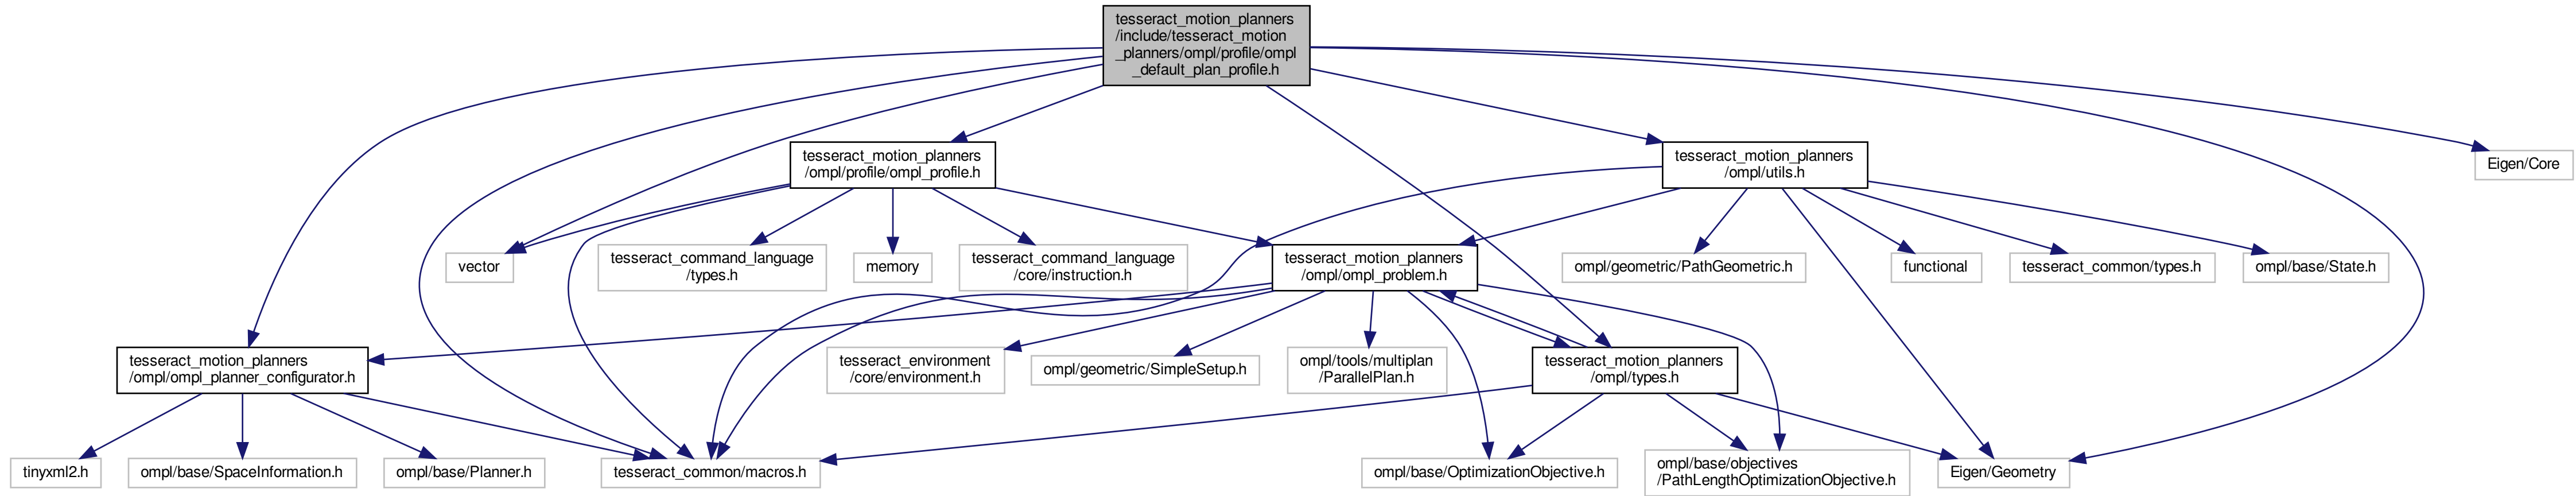 tesseract_motion_planners
/include/tesseract_motion
_planners/ompl/profile/ompl
_default_plan_profile.h
tesseract_motion_planners
/ompl/profile/ompl_profile.h
tesseract_motion_planners
/ompl/utils.h
Eigen/Core
vector
tesseract_command_language
/types.h
memory
tesseract_command_language
/core/instruction.h
tesseract_motion_planners
/ompl/ompl_problem.h
ompl/geometric/PathGeometric.h
functional
tesseract_common/types.h
ompl/base/State.h
tesseract_motion_planners
/ompl/ompl_planner_configurator.h
tesseract_environment
/core/environment.h
ompl/geometric/SimpleSetup.h
ompl/tools/multiplan
/ParallelPlan.h
tesseract_motion_planners
/ompl/types.h
tinyxml2.h
ompl/base/SpaceInformation.h
ompl/base/Planner.h
tesseract_common/macros.h
ompl/base/OptimizationObjective.h
ompl/base/objectives
/PathLengthOptimizationObjective.h
Eigen/Geometry